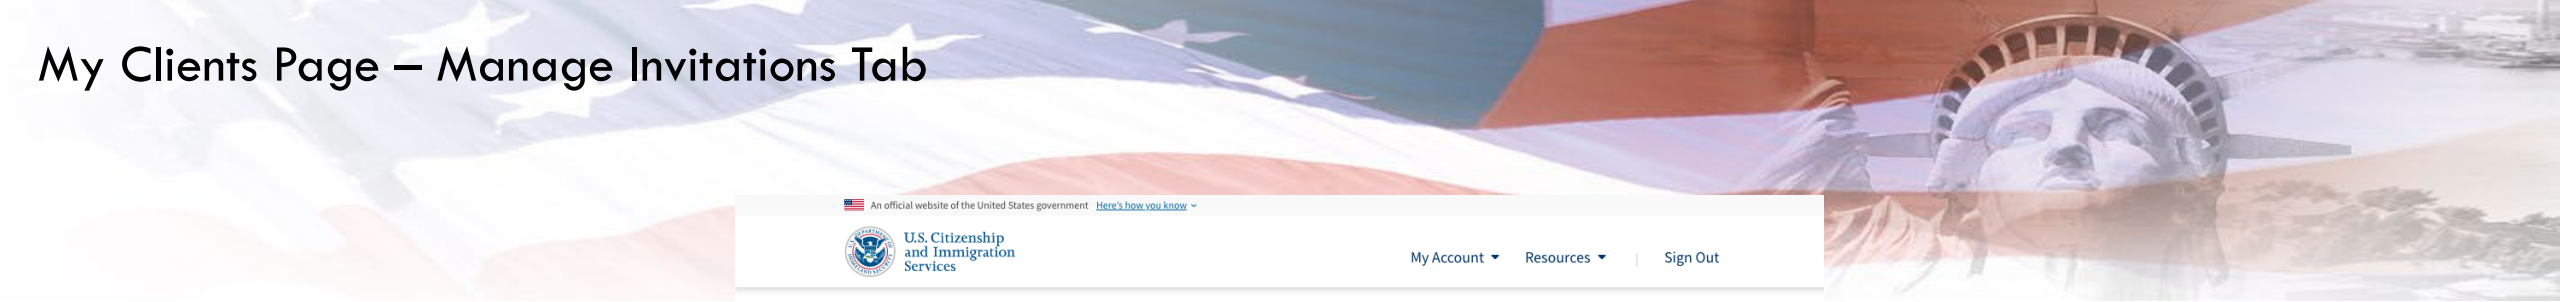 My Clients Page – Manage Invitations Tab
An official website of the United States government Here's how you know
U.S. Citizenship
and Immigration
Services
My Account Resources | Sign Out